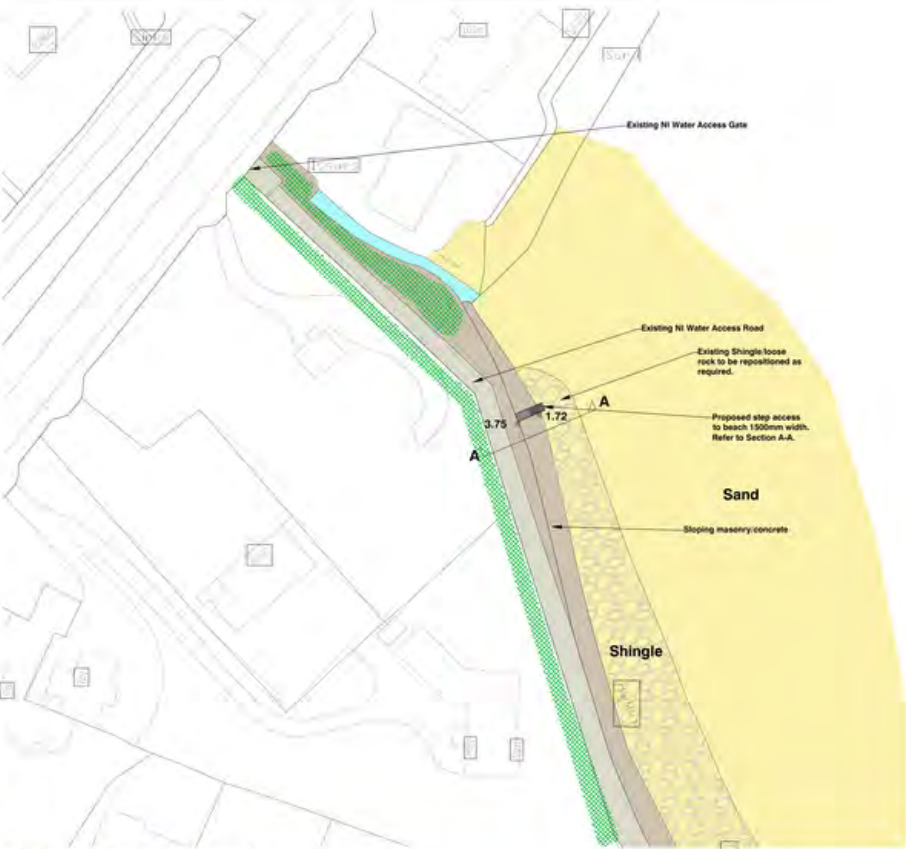 Existing NI Water Access Gate
Existing NI Water Access Road
Existing Shingle/loose
rock to be repositioned as
required.
A
1.72
3.75
Proposed step access
to beach 1500mm width.
Refer to Section A-A.
A
Sand
Sloping masonry/concrete
Shingle